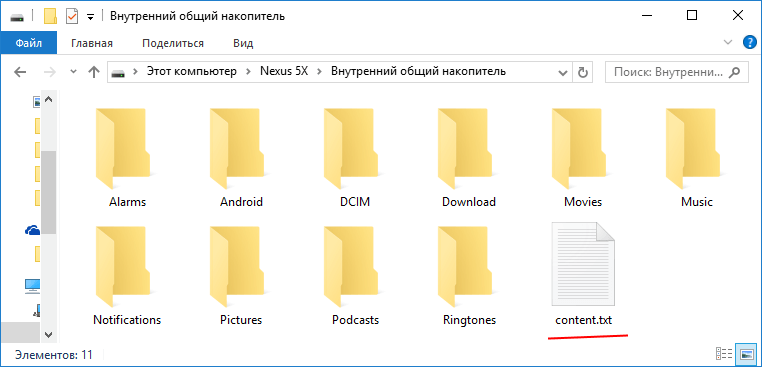 Внутренний общий накопитель
Файл Главная Поделиться Вид
Этот компьютер Nexus 5X Внутренний общий накопитель Поиск: Внутренни...
Alarms Android DCIM Download Movies Music
Notifications Pictures Podcasts Ringtones content.txt
Элементов: 11